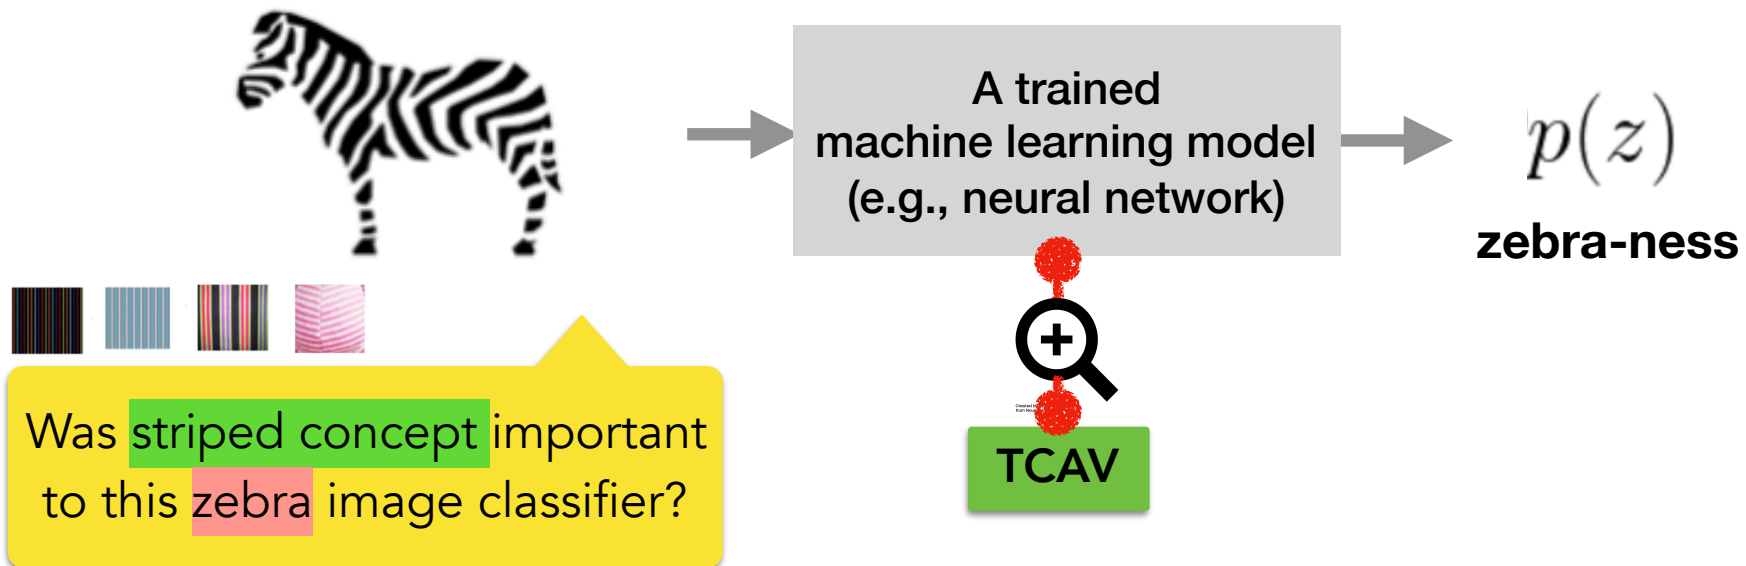 A trained
machine learning model
(e.g., neural network)
p(z)
zebra-ness
Was striped concept important
to this zebra image classifier?
TCAV